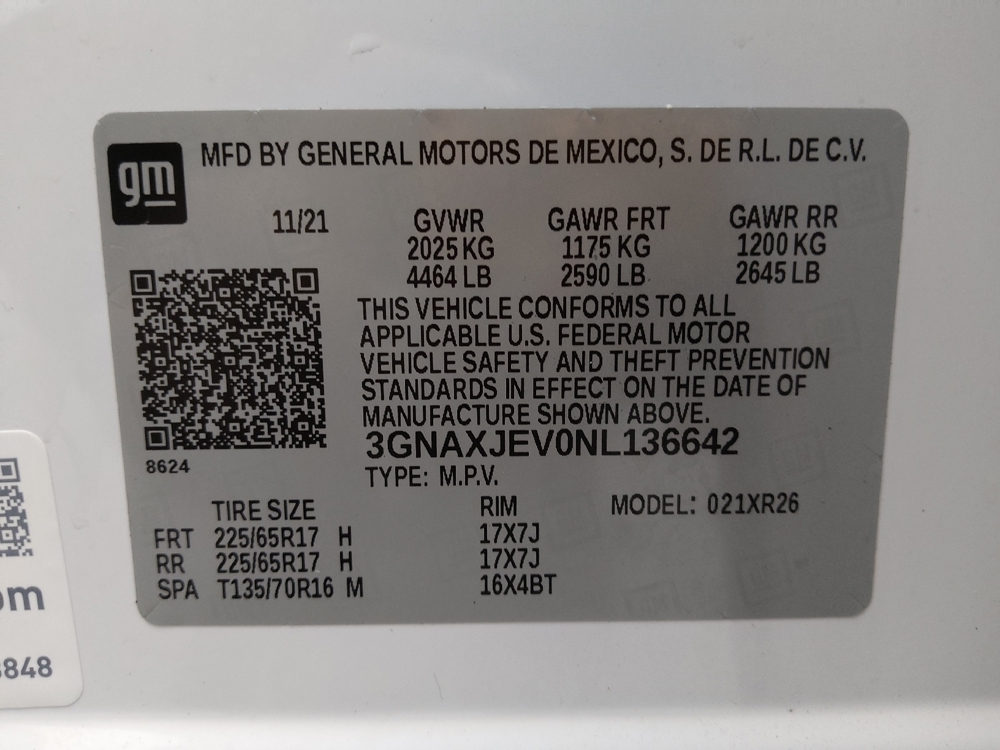 gm
MFD BY GENERAL MOTORS DE MEXICO, S. DE R.L. DE C.V.
11/21 GVWR GAWR FRT GAWR RR
2025 KG 1175 KG 1200 KG
4464 LB 2590 LB 2645 LB
THIS VEHICLE CONFORMS TO ALL
APPLICABLE U.S. FEDERAL MOTOR
VEHICLE SAFETY AND THEFT PREVENTION
STANDARDS IN EFFECT ON THE DATE OF
MANUFACTURE SHOWN ABOVE.
3GNAXJEV0NL136642
8624
TYPE: M.P.V.
TIRE SIZE RIM MODEL: 021XR26
FRT 225/65R17 H 17X7J
RR 225/65R17 H 17X7J
SPA T135/70R16 M 16X4BT
om
8848